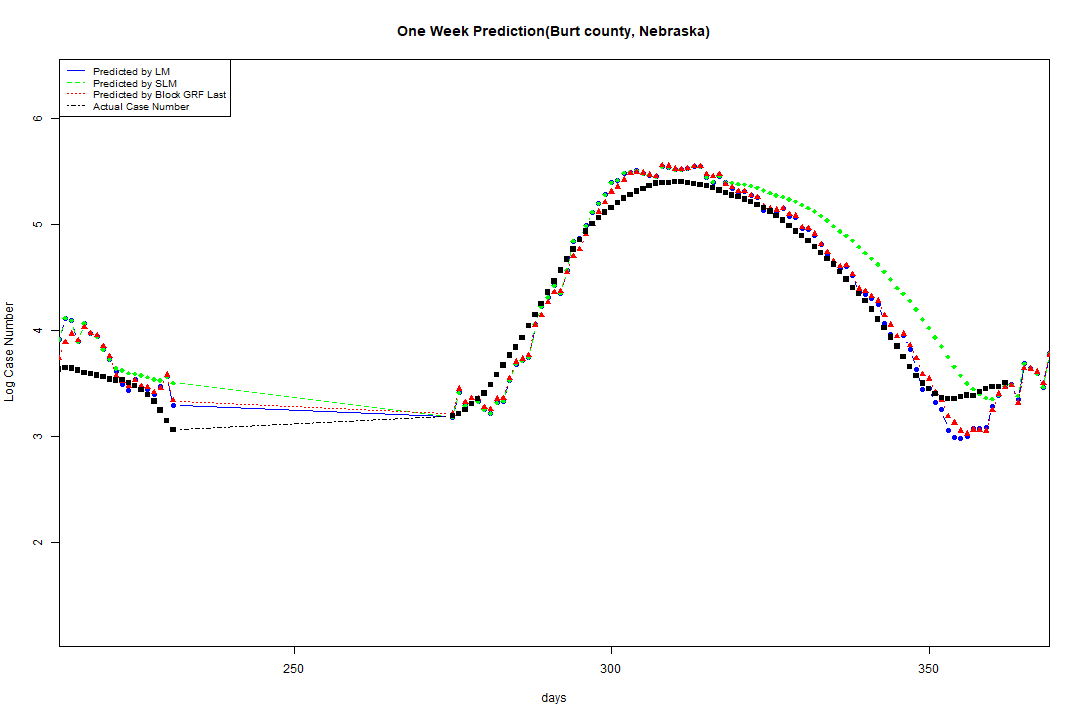 One Week Prediction(Burt county, Nebraska)
Predicted by LM
Predicted by SLM
Predicted by Block GRF Last
Actual Case Number
Log Case Number
6
5
4
3
2
250
300
350
days